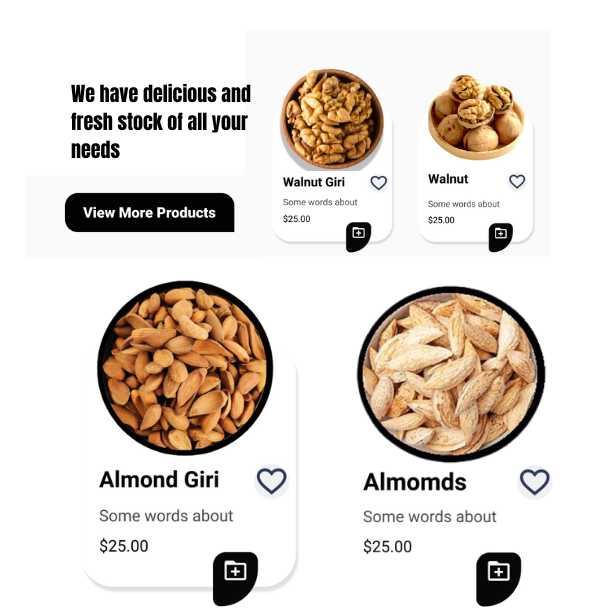 We have delicious and
fresh stock of all your
needs
View More Products
Walnut Giri
Some words about
$25.00
Walnut
Some words about
$25.00
Almond Giri
Some words about
$25.00
Almomds
Some words about
$25.00